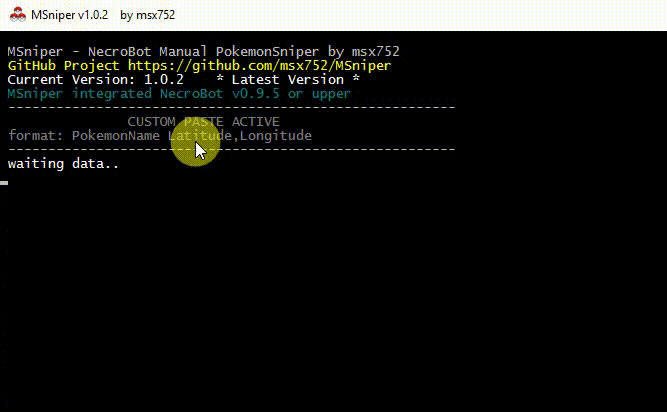 MSniper v1.0.2 by msx752
MSniper - NecroBot Manual PokemonSniper by msx752
GitHub Project https://github.com/msx752/MSniper
Current Version: 1.0.2 * Latest Version *
MSniper integrated NecroBot v0.9.5 or upper
--------------------------------------------------------
CUSTOM PASTE ACTIVE
format: PokemonName Latitude,Longitude
--------------------------------------------------------
waiting data..